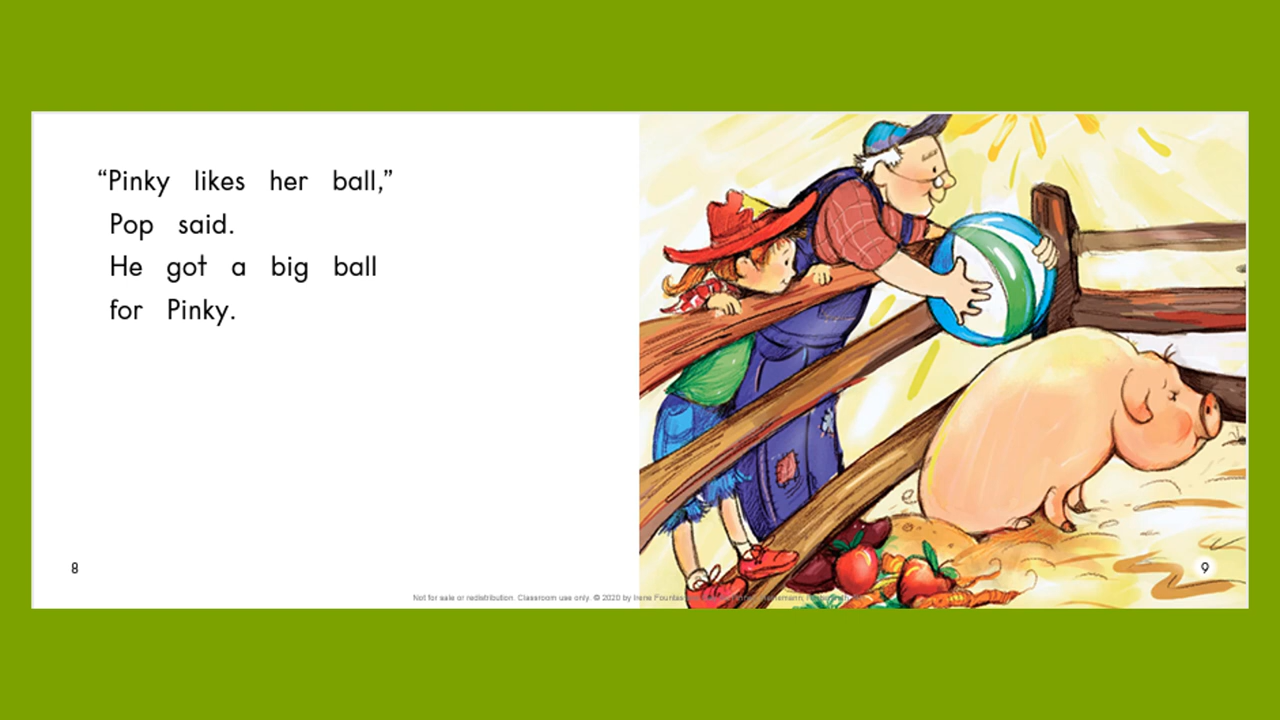 “Pinky likes her ball,”
Pop said.
He got a big ball
for Pinky.
8
9
Not for sale or redistribution. Classroom use only. © 2020 by Irene Fountas